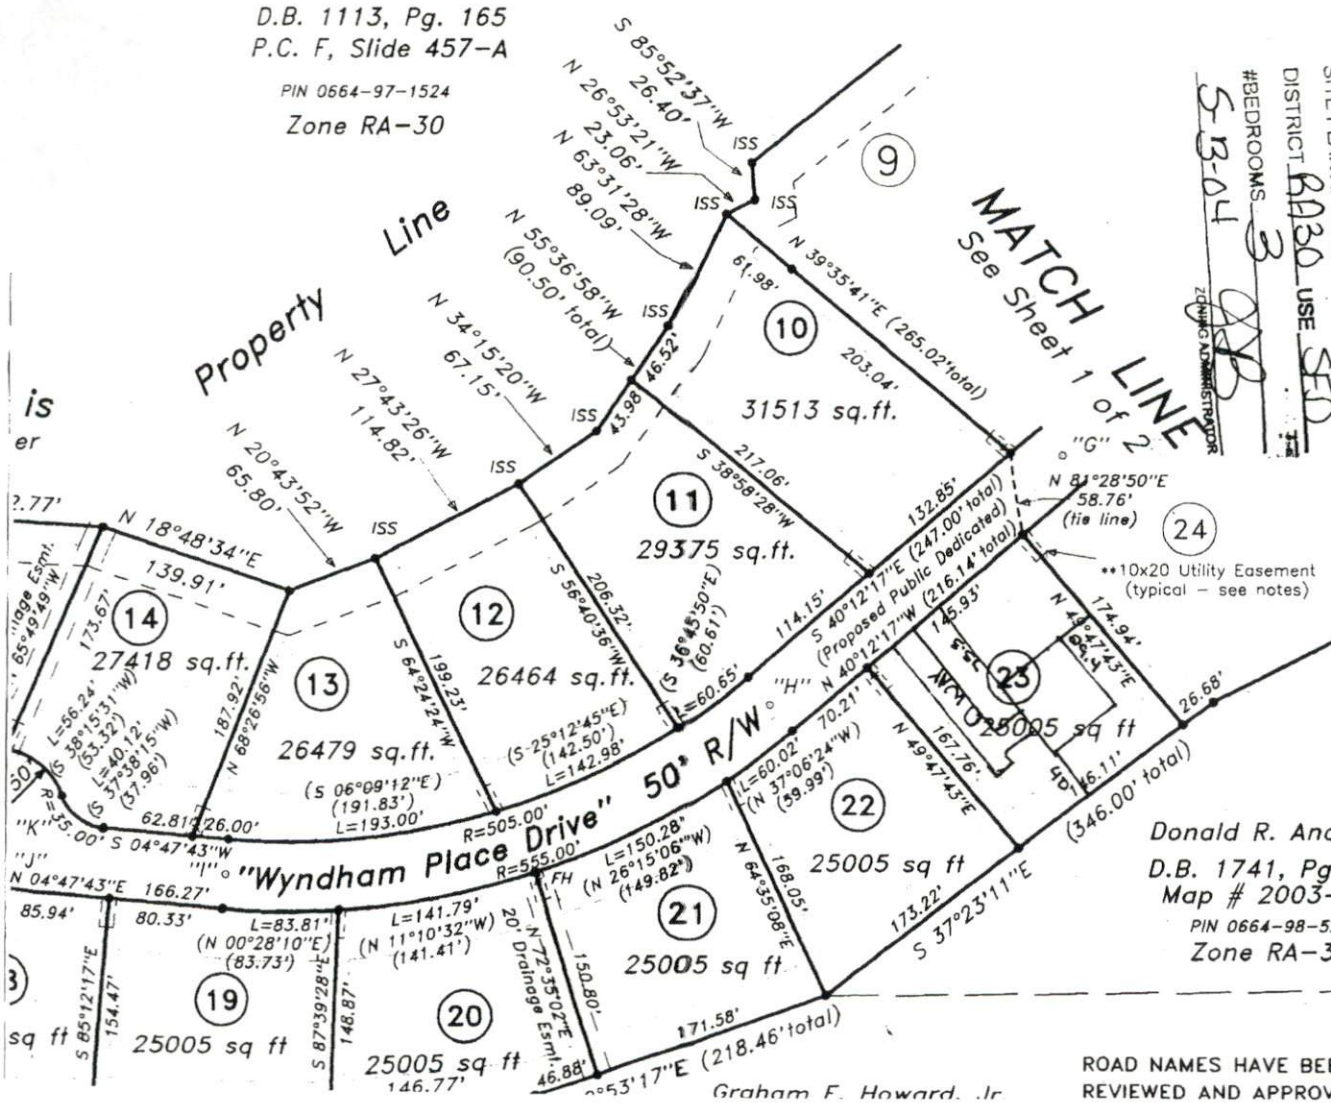 D.B. 1113, Pg. 165
P.C. F, Slide 457-A
PIN 0664-97-1524
Zone RA-30
S 85°52'37"W
26.40'
N 26°53'21"W
23.06'
N 63°31'28"W
89.09'
N 55°36'58"W
(90.50' total)
N 34°15'20"W
67.15'
N 27°43'26"W
114.82'
N 20°43'52"W
65.80'
Property Line
ISS
ISS
ISS
ISS
ISS
ISS
ISS
9
MATCH LINE
See Sheet 1 of 2
DISTRICT RA30 USE SFD
#BEDROOMS 3
5-13-04
ZONING ADMINISTRATOR
is
er
N 39°35'41"E (265.02' total)
61.98'
203.04'
10
31513 sq.ft.
46.52'
43.98
217.06'
S 38°58'28"W
132.85'
11
29375 sq.ft.
"G"
N 81°28'50"E
58.76'
(tie line)
24
**10x20 Utility Easement
(typical - see notes)
2.77'
N 18°48'34"E
139.91'
14
27418 sq.ft.
173.67'
65°49'49"W
L=56.24'
(S 38°15'31"W)
(53.32')
L=40.12'
(S 37°38'15"W)
(37.96')
R=35.00'
50'
187.92'
N 68°26'56"W
13
26479 sq.ft.
(S 06°09'12"E)
(191.83')
L=193.00'
12
26464 sq.ft.
199.23'
S 64°24'24"W
206.32'
S 56°40'36"W
(S 36°45'50"E)
(60.61')
L=60.65'
114.15'
S 40°12'17"E (247.00' total)
(Proposed Public Dedicated)
N 40°12'17"W (216.14' total)
145.93'
(S 25°12'45"E)
(142.50')
L=142.98'
"H"
70.21'
62.81'
26.00'
S 04°47'43"W
"K"
"J"
"I"
R=505.00'
R=555.00'
"Wyndham Place Drive" 50' R/W
FH
L=60.02'
(N 37°06'24"W)
(59.99')
L=150.28'
(N 26°15'06"W)
(149.82')
N 49°47'43"E
174.94'
26.68'
23
25005 sq ft
167.76'
N 49°47'43"E
46.11'
40'
(346.00' total)
22
25005 sq ft
168.05'
N 64°35'08"E
173.22'
S 37°23'11"E
Donald R. And
D.B. 1741, Pg
Map # 2003-
PIN 0664-98-5
Zone RA-3
N 04°47'43"E
166.27'
85.94'
80.33'
L=83.81'
(N 00°28'10"E)
(83.73')
L=141.79'
(N 11°10'32"W)
(141.41')
S 85°12'17"E
154.47'
19
25005 sq ft
S 87°39'28"E
148.87'
20
25005 sq ft
146.77'
20' Drainage Esmt.
N 72°35'02"E
150.80'
46.88'
21
25005 sq ft
171.58'
°53'17"E (218.46' total)
sq ft
Graham F. Howard, Jr.
ROAD NAMES HAVE BEE
REVIEWED AND APPROV